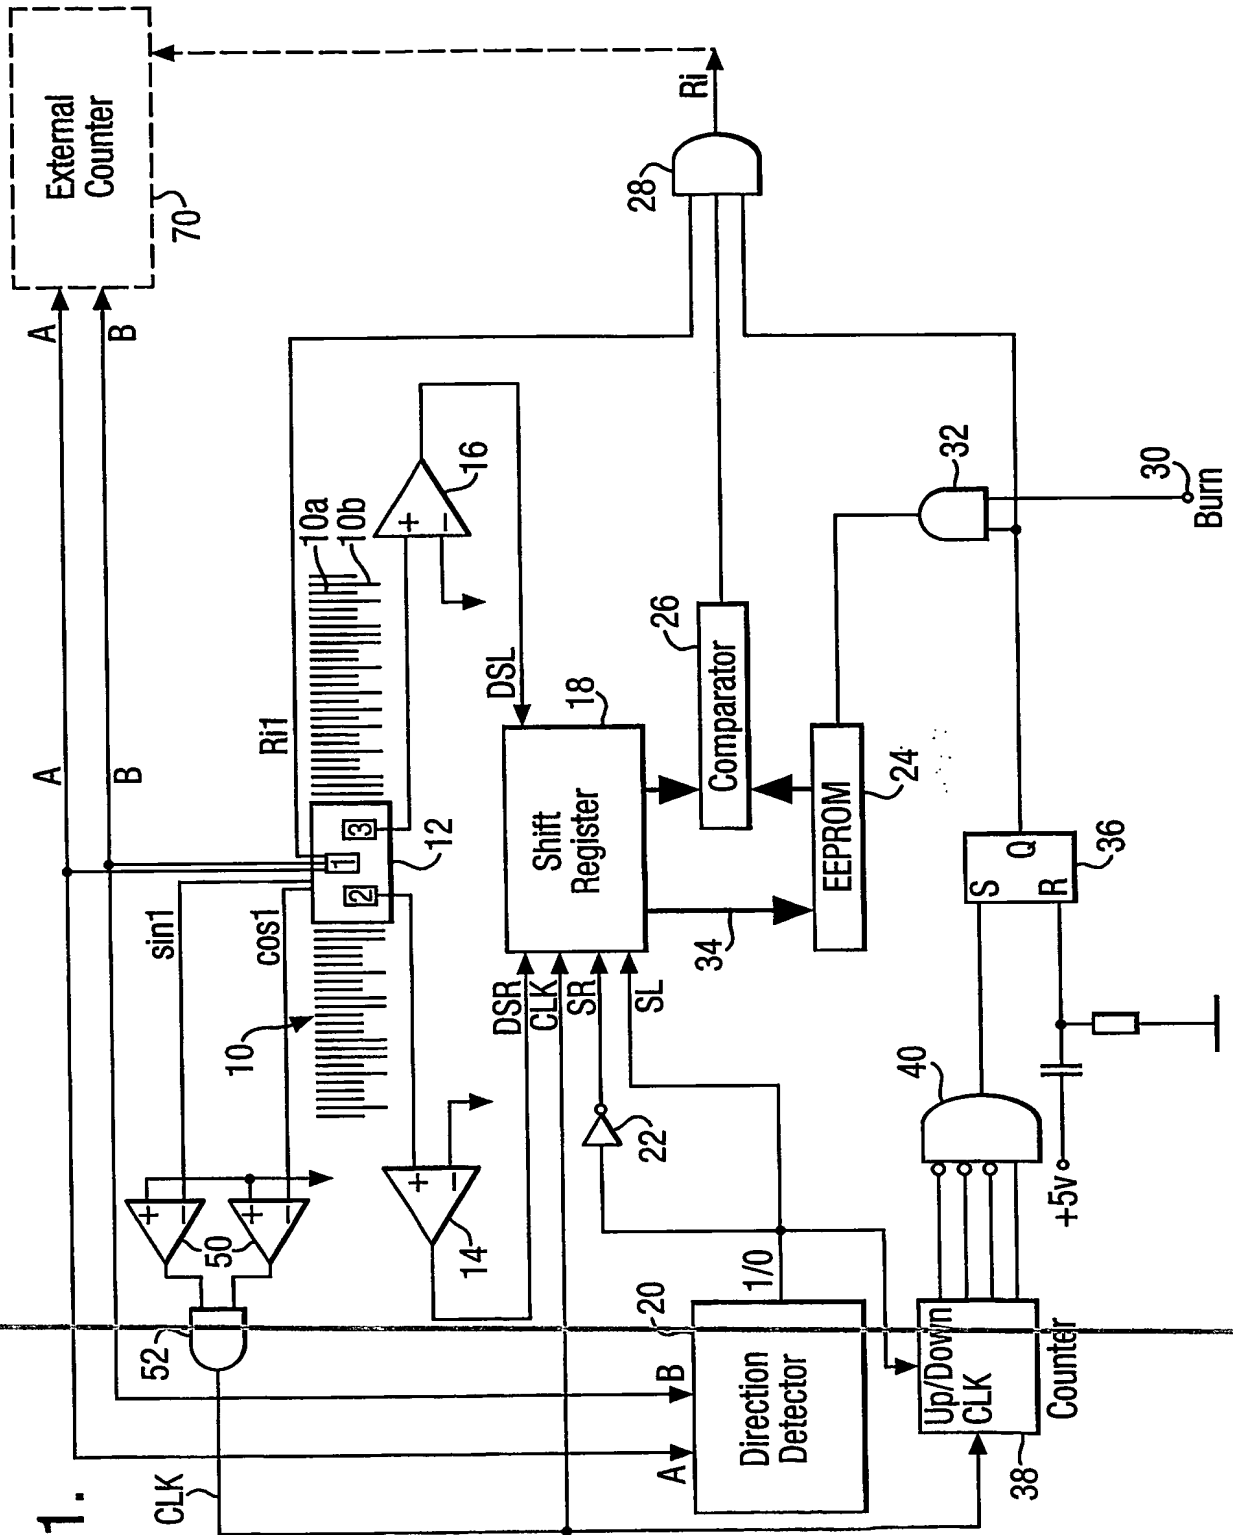 1.
External
Counter
70
A
B
A
B
Ri
28
Ri1
sin1
cos1
10
10a
10b
2
1
3
12
+
−
16
+
−
+
−
50
52
CLK
+
−
14
DSL
DSR
CLK
SR
SL
Shift
Register
18
34
22
Comparator
26
EEPROM
24
32
30
Burn
20
A
B
Direction
Detector
1/0
Up/Down
CLK
Counter
38
40
+5v
S
R
Q
36